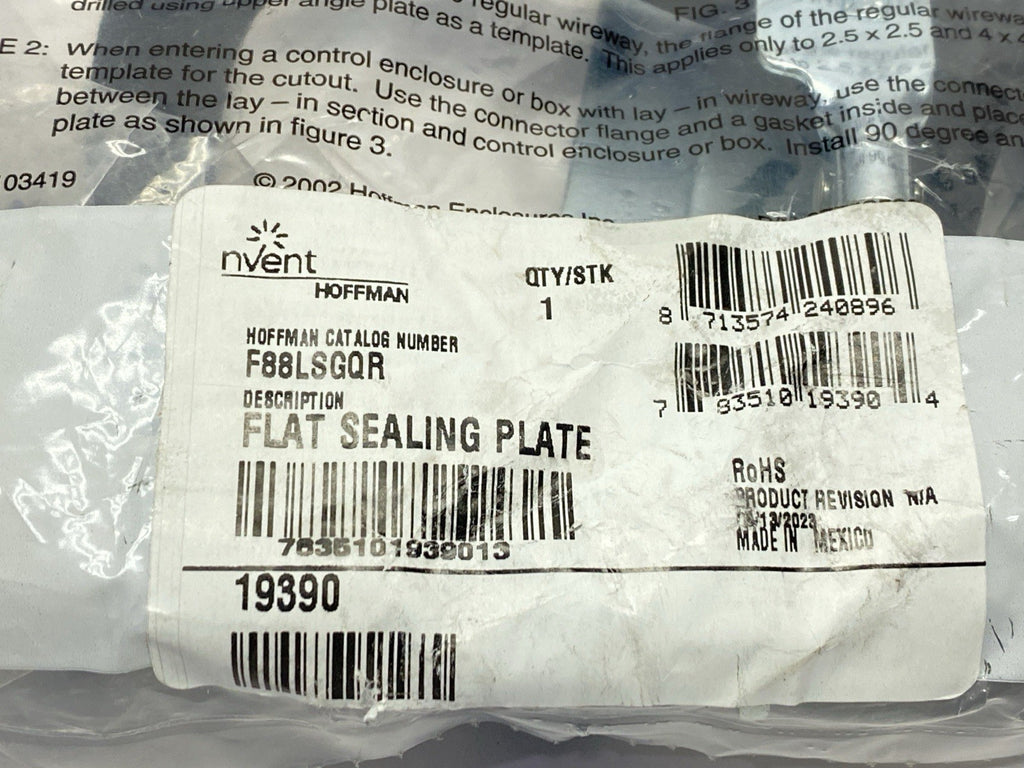 drilled using upper angle plate as a template.
regular wireway, the flange of the regular
This applies only to 2.5 x 2.5 and 4 x
FIG. 3
E 2: When entering a control enclosure or box with lay – in wireway, use the
template for the cutout. Use the connector flange and a gasket inside and
between the lay – in section and control enclosure or box. Install 90 degree
plate as shown in figure 3.
03419
© 2002 Hoffman Enclosures Inc.
nVent
HOFFMAN
QTY/STK
1
8 713574 240896
HOFFMAN CATALOG NUMBER
F88LSGQR
DESCRIPTION
FLAT SEALING PLATE
7 83510 19390 4
RoHS
PRODUCT REVISION N/A
/13/2023
MADE IN MEXICO
19390